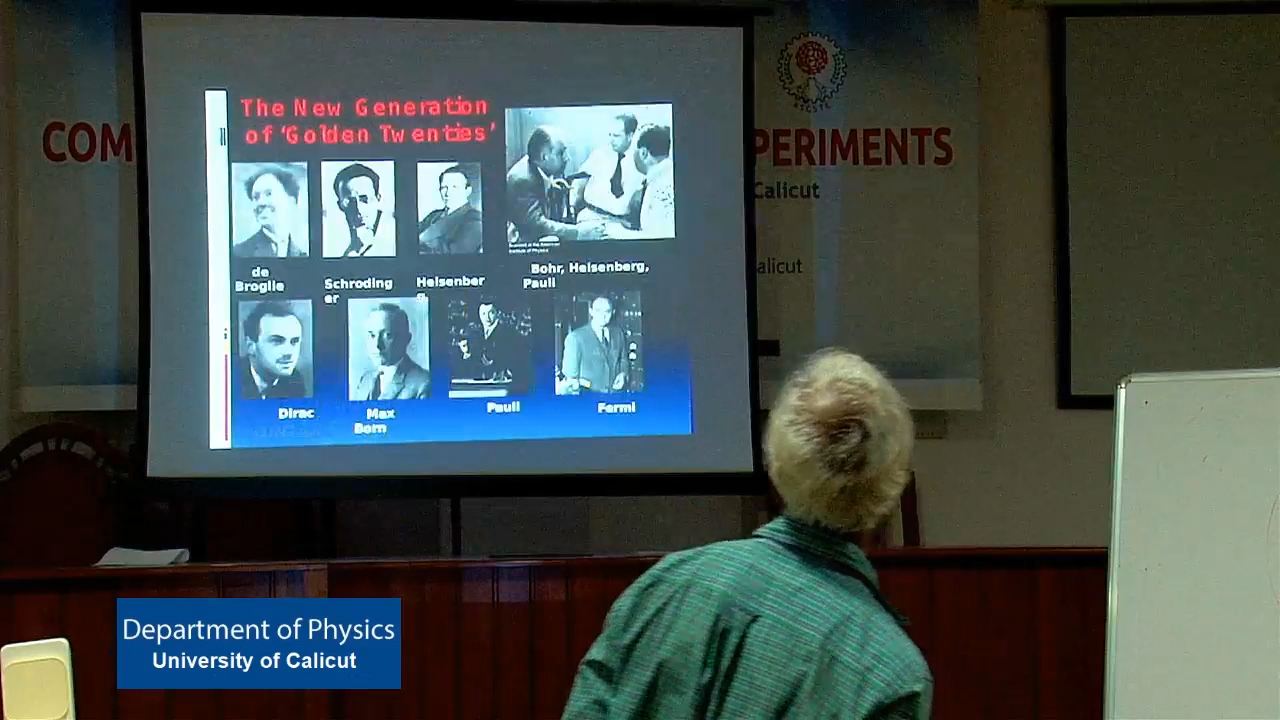 The New Generation
of 'Golden Twenties'
de
Broglie
Schroding
er
Heisenber
g
Bohr, Heisenberg,
Pauli
Dirac
Max
Born
Pauli
Fermi
COM
PERIMENTS
Calicut
alicut
Department of Physics
University of Calicut